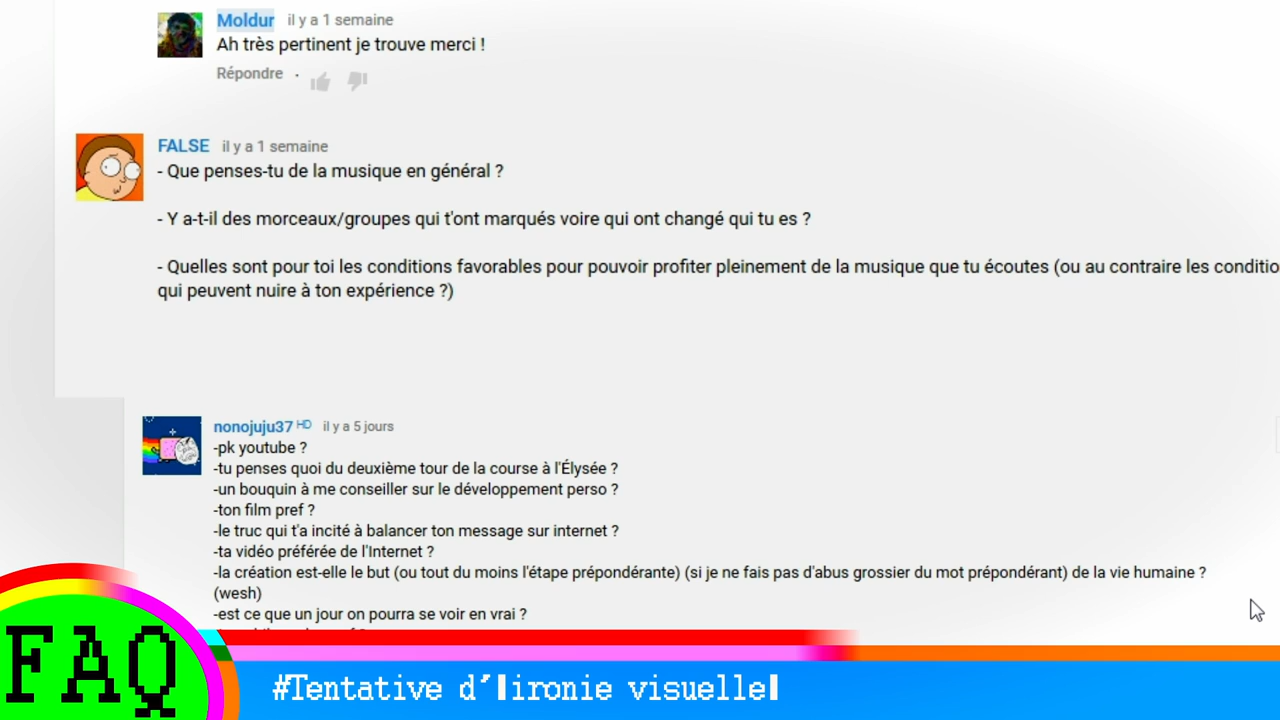 Moldur il y a 1 semaine
Ah très pertinent je trouve merci !
Répondre ·
FALSE il y a 1 semaine
- Que penses-tu de la musique en général ?
- Y a-t-il des morceaux/groupes qui t'ont marqués voire qui ont changé qui tu es ?
- Quelles sont pour toi les conditions favorables pour pouvoir profiter pleinement de la musique que tu écoutes (ou au contraire les conditio
qui peuvent nuire à ton expérience ?)
nonojuju37 HD il y a 5 jours
-pk youtube ?
-tu penses quoi du deuxième tour de la course à l'Élysée ?
-un bouquin à me conseiller sur le développement perso ?
-ton film pref ?
-le truc qui t'a incité à balancer ton message sur internet ?
-ta vidéo préférée de l'Internet ?
-la création est-elle le but (ou tout du moins l'étape prépondérante) (si je ne fais pas d'abus grossier du mot prépondérant) de la vie humaine ?
(wesh)
-est ce que un jour on pourra se voir en vrai ?
FAQ
#Tentative d'ironie visuelle